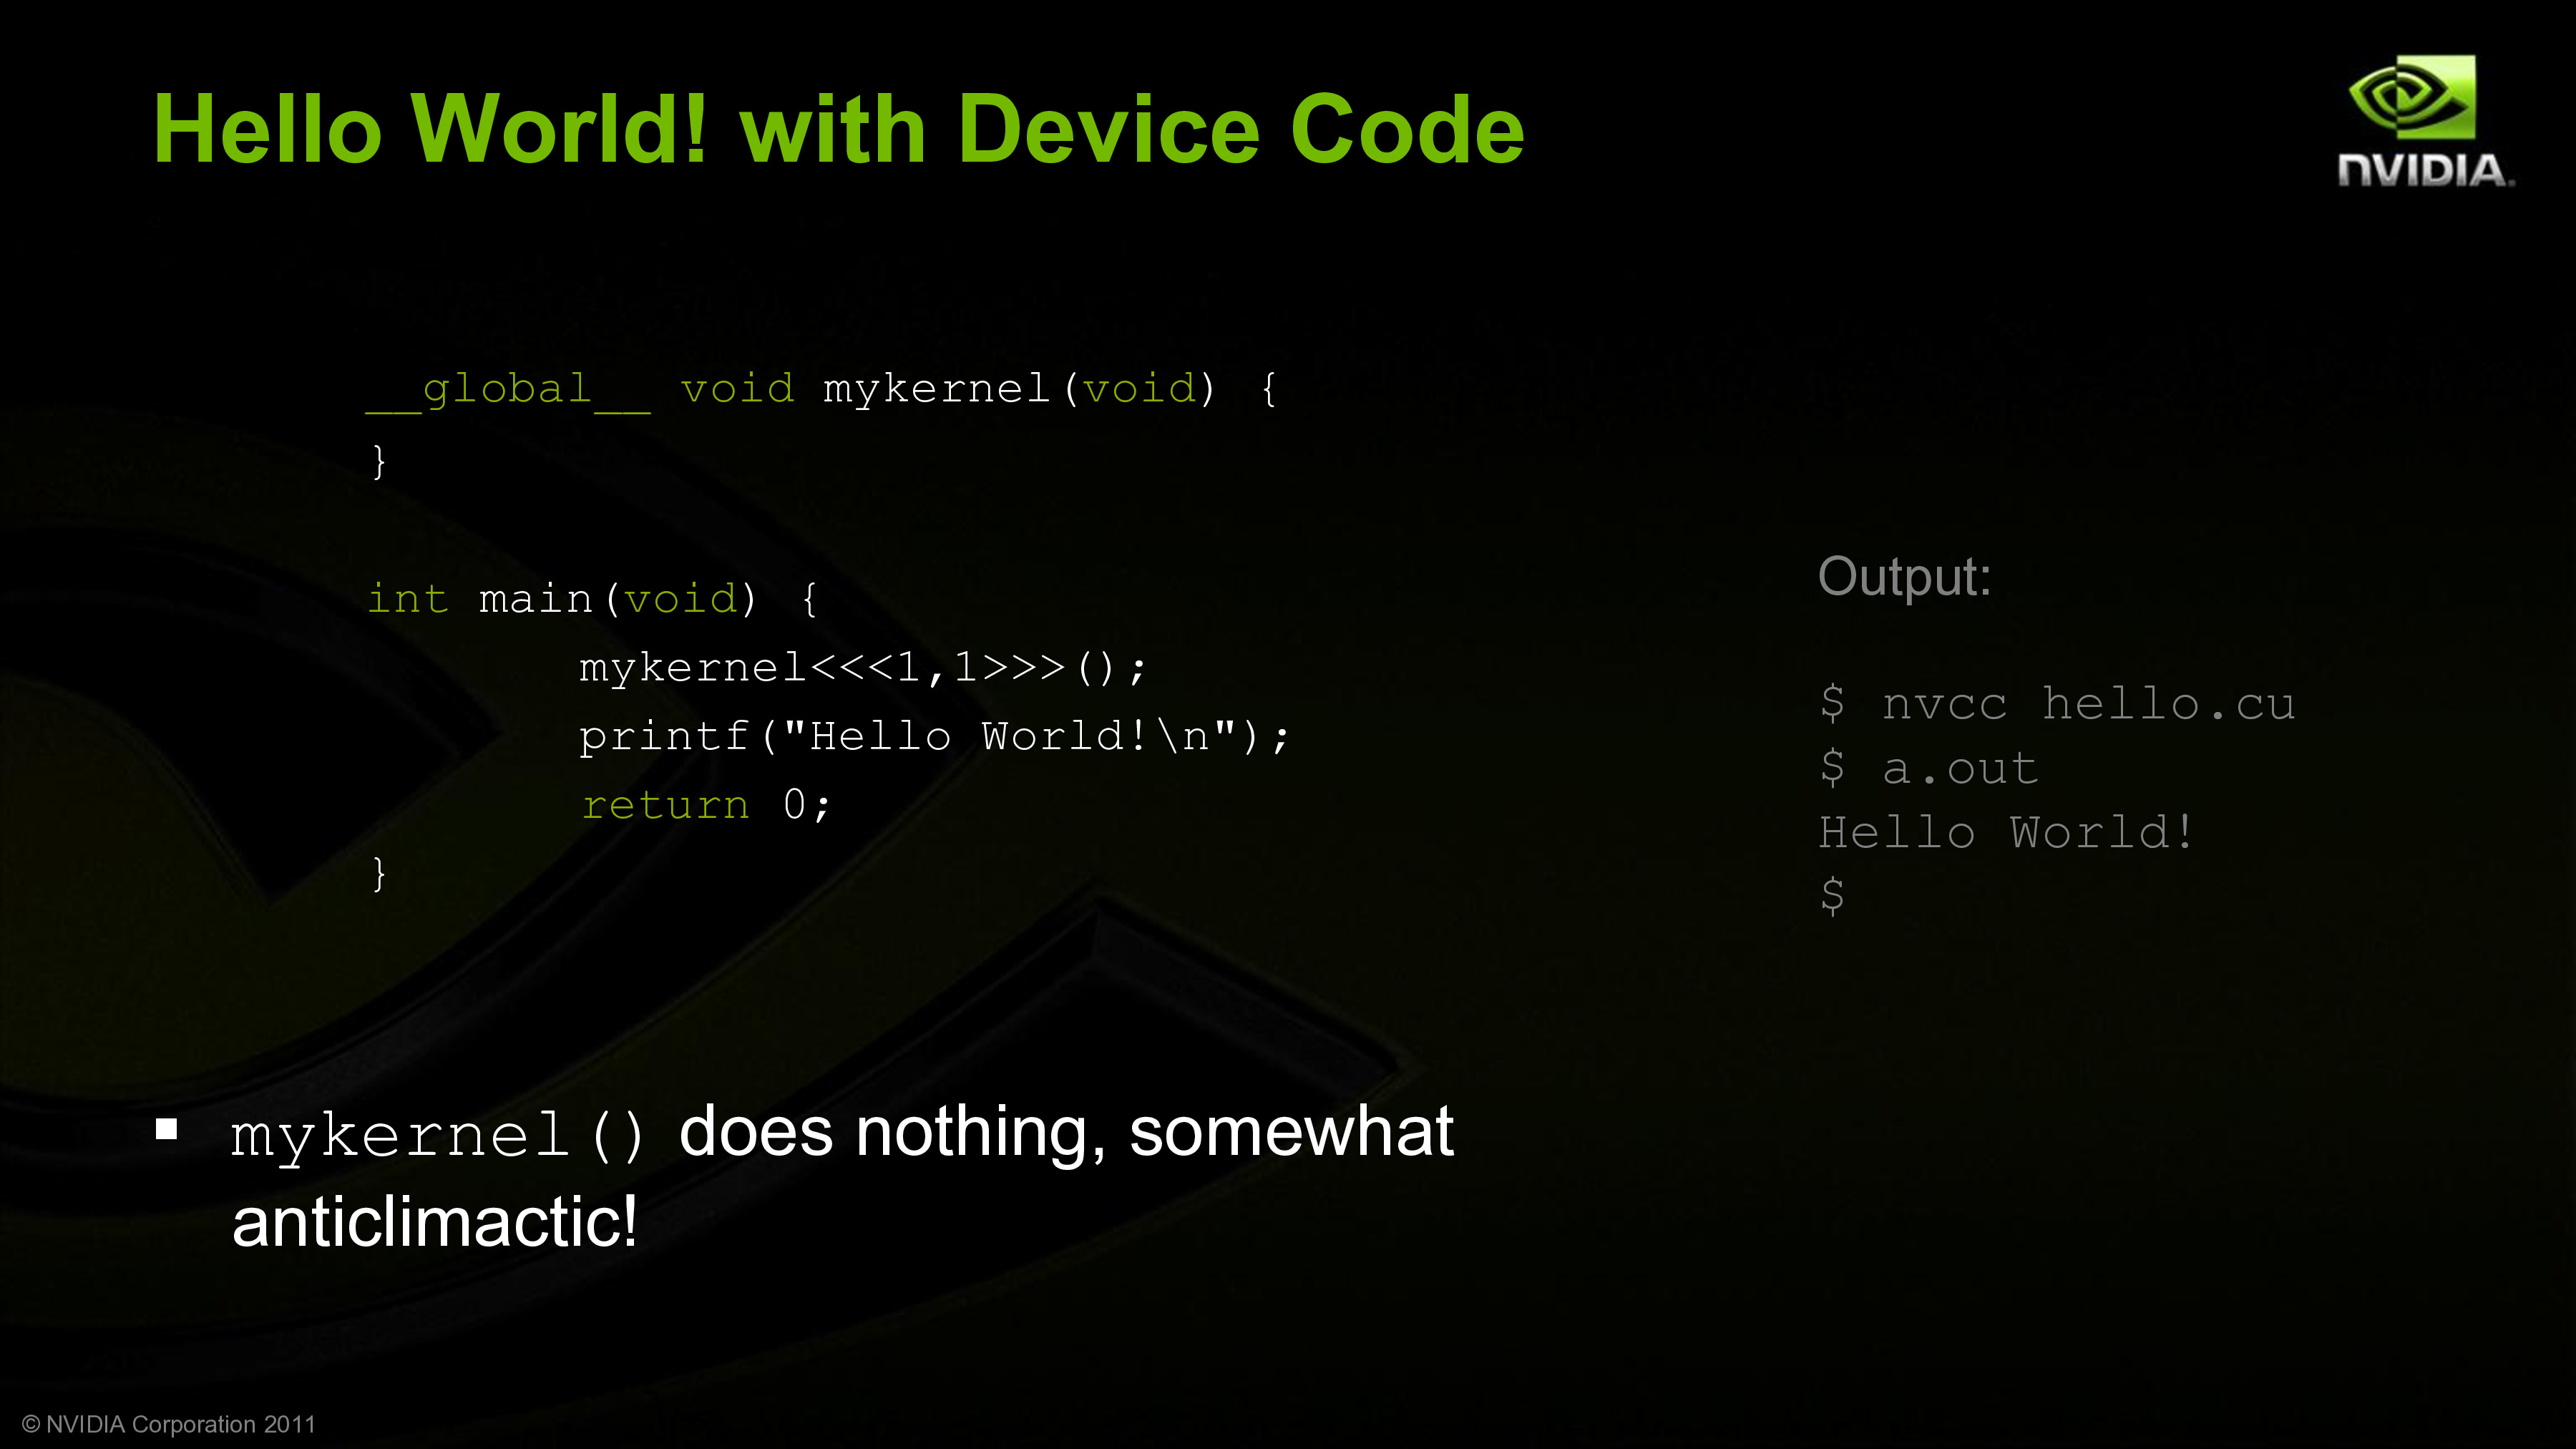 Hello World! with Device Code
NVIDIA.
__global__ void mykernel(void) {
}
int main(void) {
mykernel<<<1,1>>>();
printf("Hello World!\n");
return 0;
}
Output:
$ nvcc hello.cu
$ a.out
Hello World!
$
▪ mykernel() does nothing, somewhat
anticlimactic!
© NVIDIA Corporation 2011